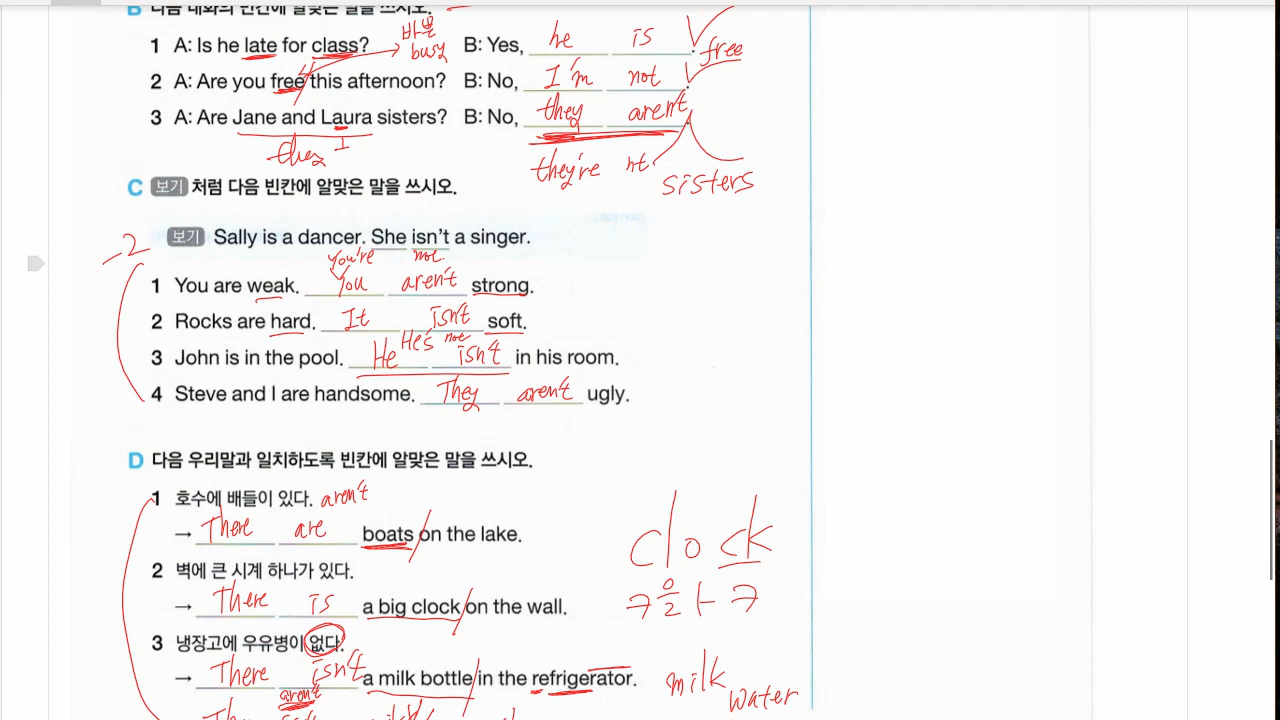 B 다음 대화의 빈칸에 알맞은 말을 쓰시오.
바쁜
busy
1 A: Is he late for class? B: Yes, he is.
free
2 A: Are you free this afternoon? B: No, I'm not.
3 A: Are Jane and Laura sisters? B: No, they aren't.
they I
they're nt
sisters
C 보기 처럼 다음 빈칸에 알맞은 말을 쓰시오.
-2
보기 Sally is a dancer. She isn't a singer.
You're not
1 You are weak. You aren't strong.
2 Rocks are hard. It isn't soft.
He's not
3 John is in the pool. He isn't in his room.
4 Steve and I are handsome. They aren't ugly.
D 다음 우리말과 일치하도록 빈칸에 알맞은 말을 쓰시오.
1 호수에 배들이 있다. aren't
→ There are boats on the lake.
clock
2 벽에 큰 시계 하나가 있다.
→ There is a big clock on the wall.
3 냉장고에 우유병이 없다.
→ There isn't a milk bottle in the refrigerator.
aren't
milk
water